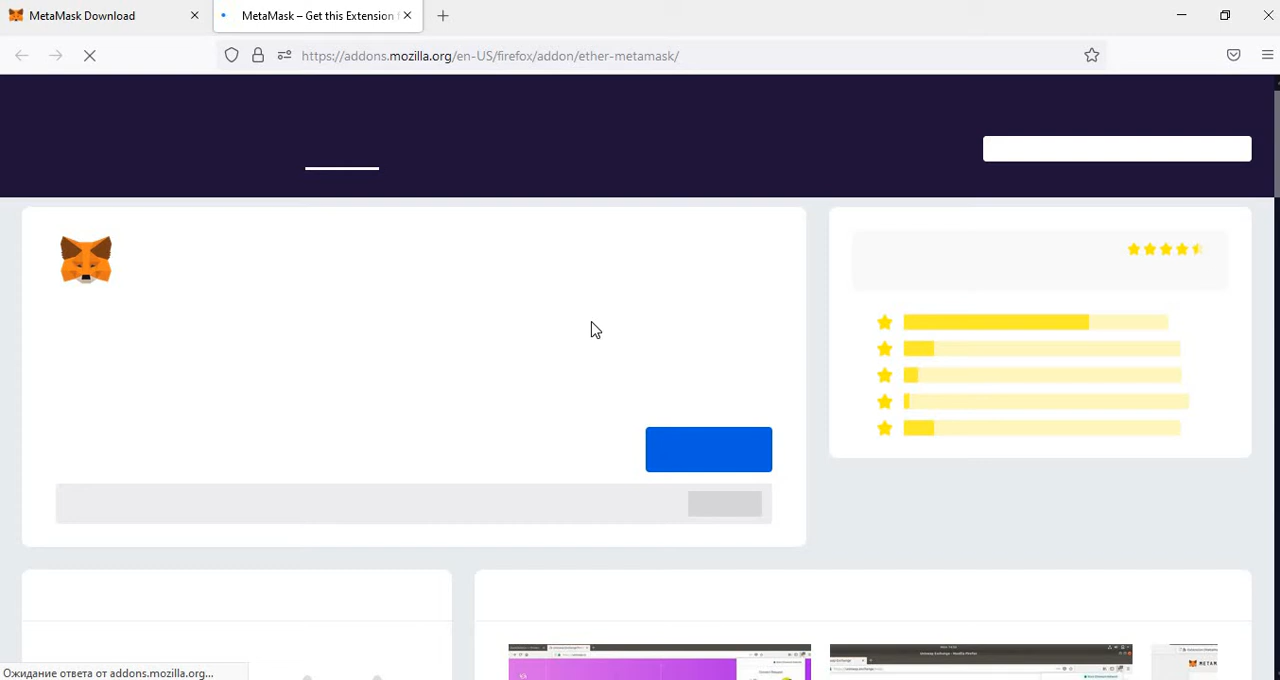 MetaMask Download
MetaMask – Get this Extension f
https://addons.mozilla.org/en-US/firefox/addon/ether-metamask/
Ожидание ответа от addons.mozilla.org...